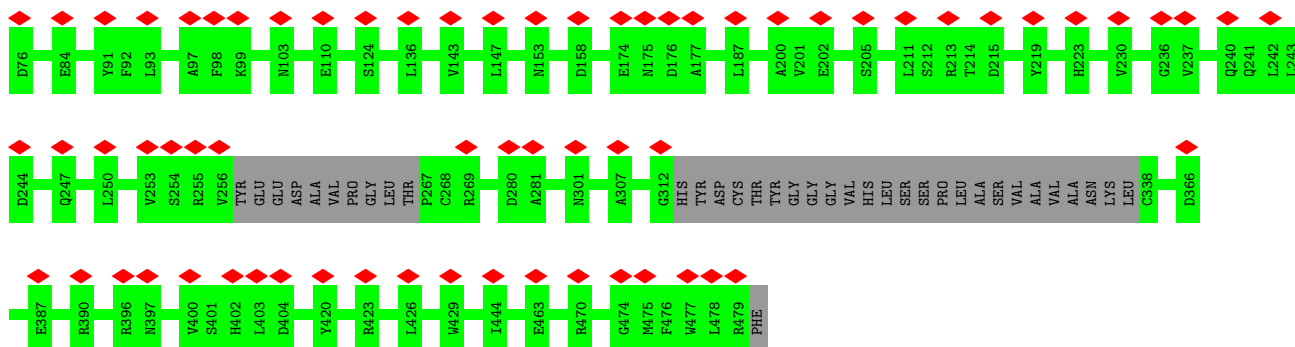 D76 E84 Y91 F92 L93 A97 F98 K99 N103 E110 S124 L136 V143 L147 N153 D158 E174 N175 D176 A177 L187 A200 V201 E202 S205 L211 S212 R213 T214 D215 Y219 H223 V230 G236 V237 Q240 Q241 L242 L243
D244 Q247 L250 V253 S254 R255 V256 TYR GLU GLU ASP ALA VAL PRO GLY LEU THR P267 C268 R269 D280 A281 N301 A307 G312 HIS TYR ASP CYS THR TYR GLY GLY GLY VAL HIS LEU SER SER PRO LEU ALA SER VAL ALA VAL ALA ASN LYS LEU C338 D366
E387 R390 R396 N397 V400 S401 H402 L403 D404 Y420 R423 L426 W429 I444 E463 R470 G474 M475 F476 W477 L478 R479 PHE